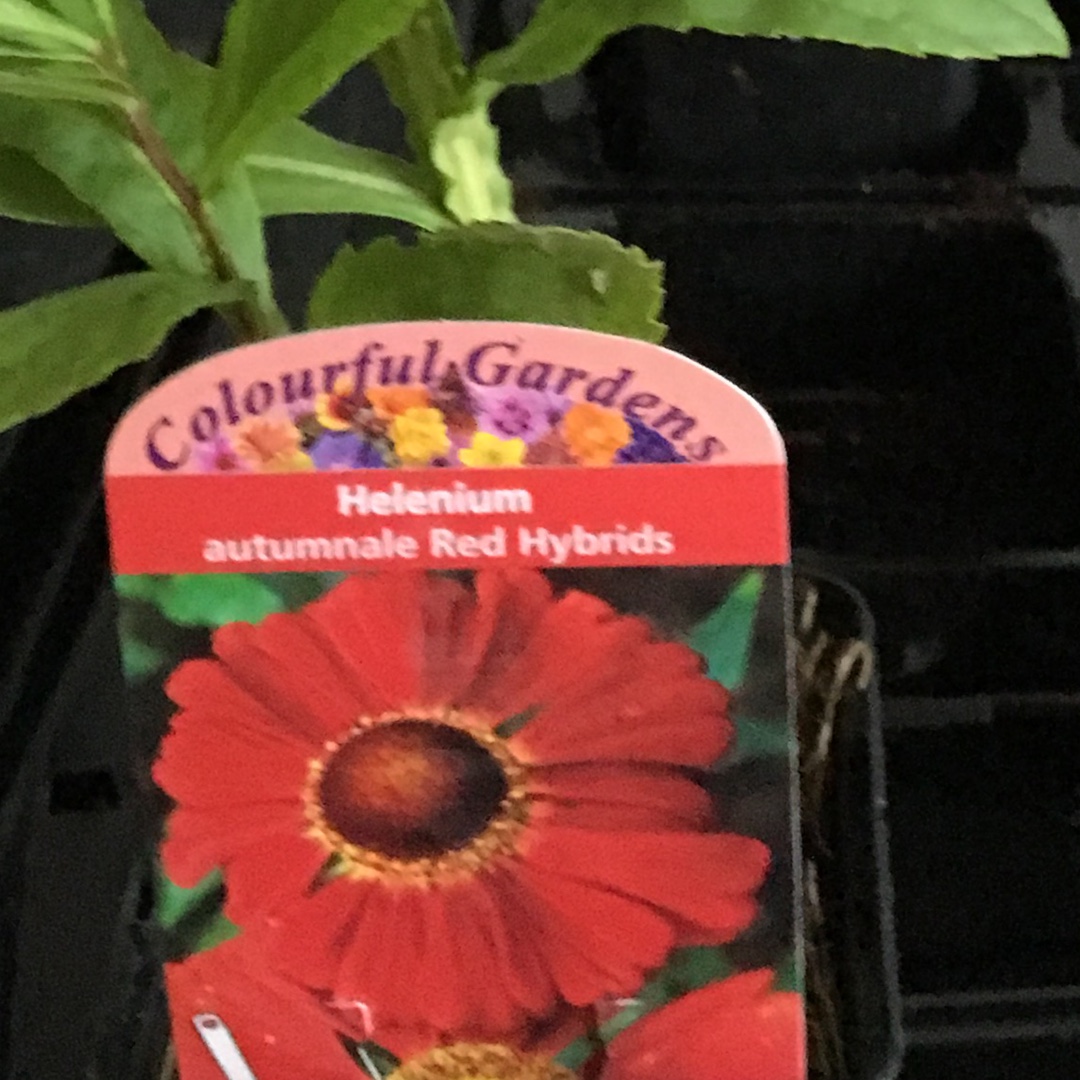 Colourful Gardens
Helenium
autumnale Red Hybrids